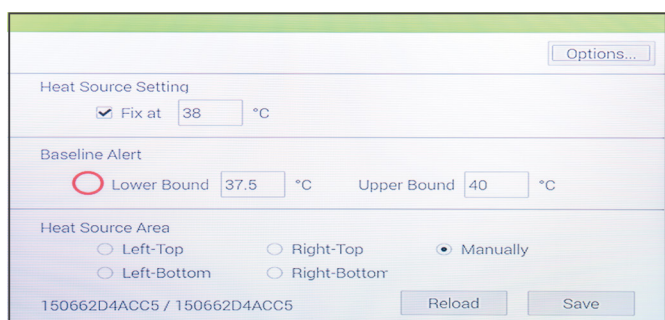 Options...
Heat Source Setting
Fix at 38 °C
Baseline Alert
Lower Bound 37.5 °C Upper Bound 40 °C
Heat Source Area
Left-Top Right-Top Manually
Left-Bottom Right-Bottom
150662D4ACC5 / 150662D4ACC5 Reload Save